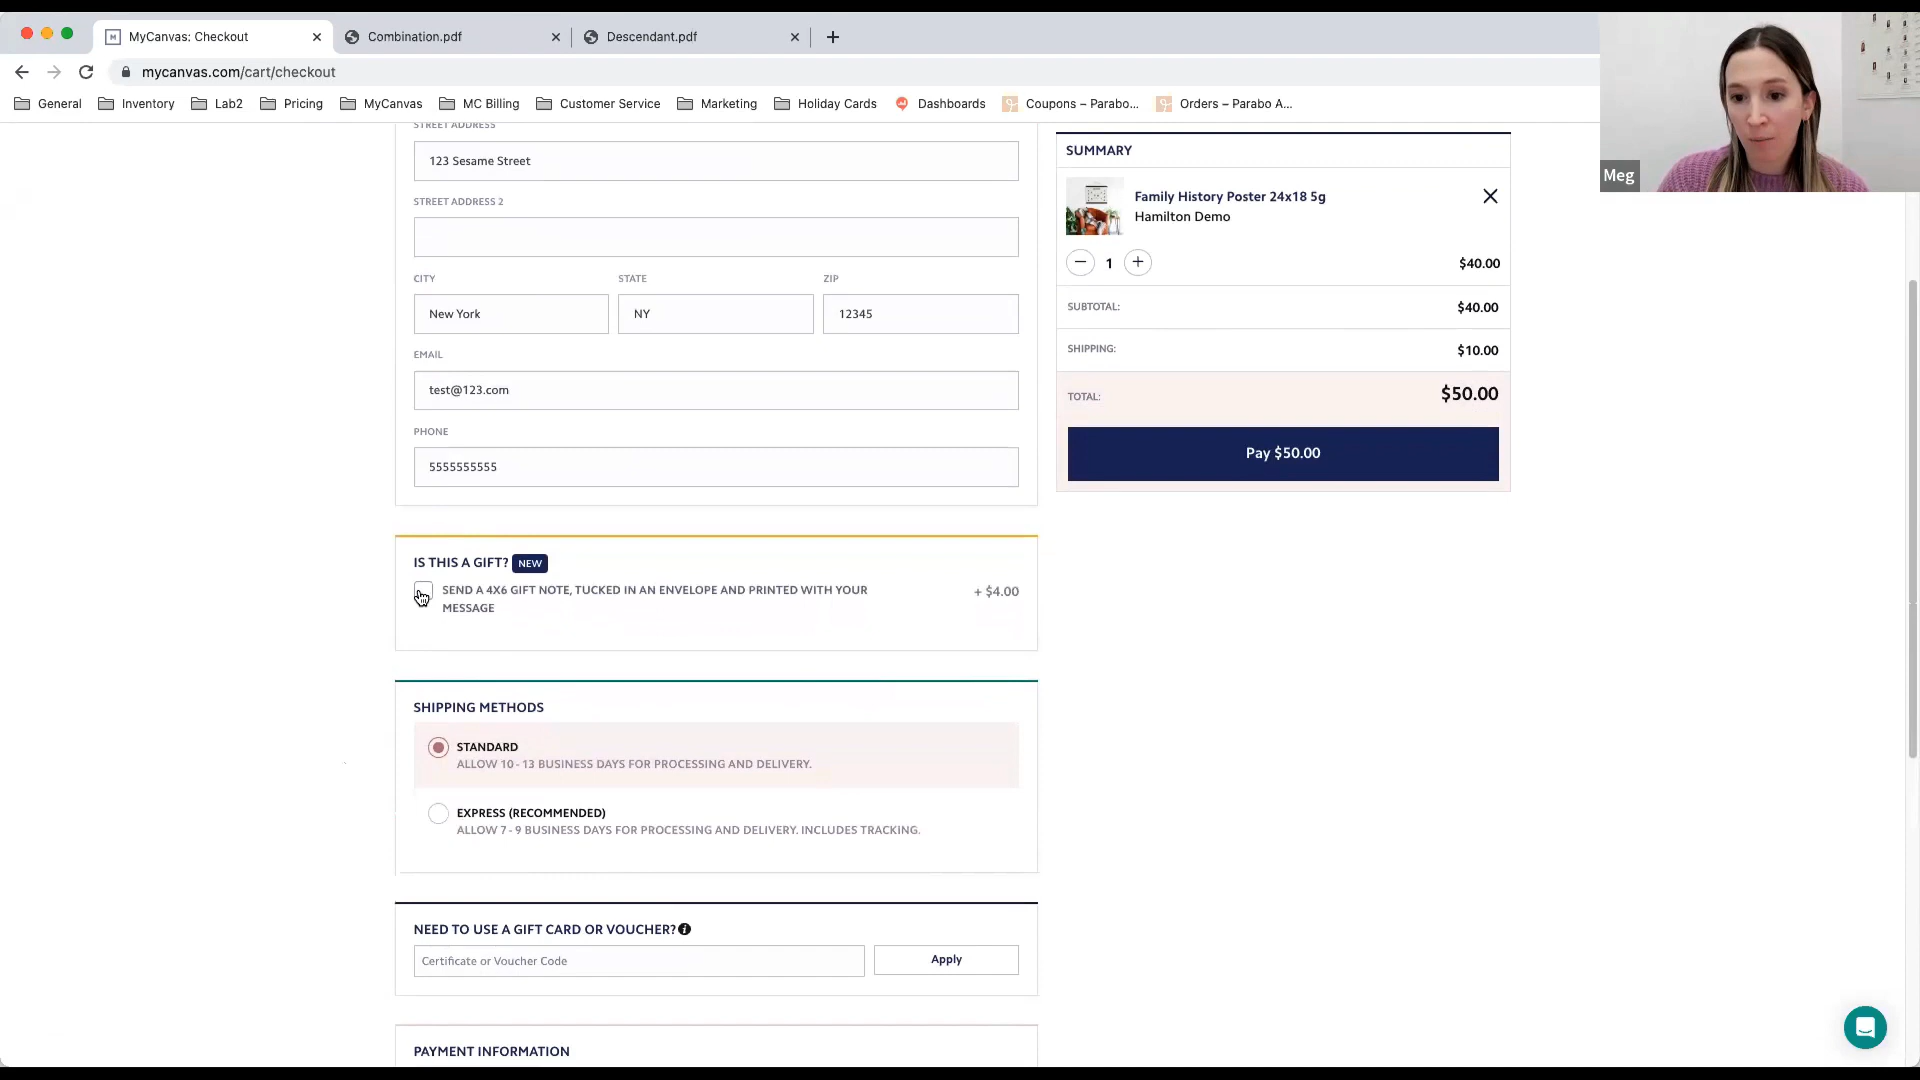 MyCanvas: Checkout
Combination.pdf
Descendant.pdf
mycanvas.com/cart/checkout
General
Inventory
Lab2
Pricing
MyCanvas
MC Billing
Customer Service
Marketing
Holiday Cards
Dashboards
Coupons – Parabo...
Orders – Parabo A...
Meg
STREET ADDRESS
123 Sesame Street
STREET ADDRESS 2
CITY
STATE
ZIP
New York
NY
12345
EMAIL
test@123.com
PHONE
5555555555
IS THIS A GIFT? NEW
SEND A 4X6 GIFT NOTE, TUCKED IN AN ENVELOPE AND PRINTED WITH YOUR
MESSAGE
+ $4.00
SHIPPING METHODS
STANDARD
ALLOW 10 - 13 BUSINESS DAYS FOR PROCESSING AND DELIVERY.
EXPRESS (RECOMMENDED)
ALLOW 7 - 9 BUSINESS DAYS FOR PROCESSING AND DELIVERY. INCLUDES TRACKING.
NEED TO USE A GIFT CARD OR VOUCHER?
Certificate or Voucher Code
Apply
PAYMENT INFORMATION
SUMMARY
Family History Poster 24x18 5g
Hamilton Demo
1
$40.00
SUBTOTAL:
$40.00
SHIPPING:
$10.00
TOTAL:
$50.00
Pay $50.00